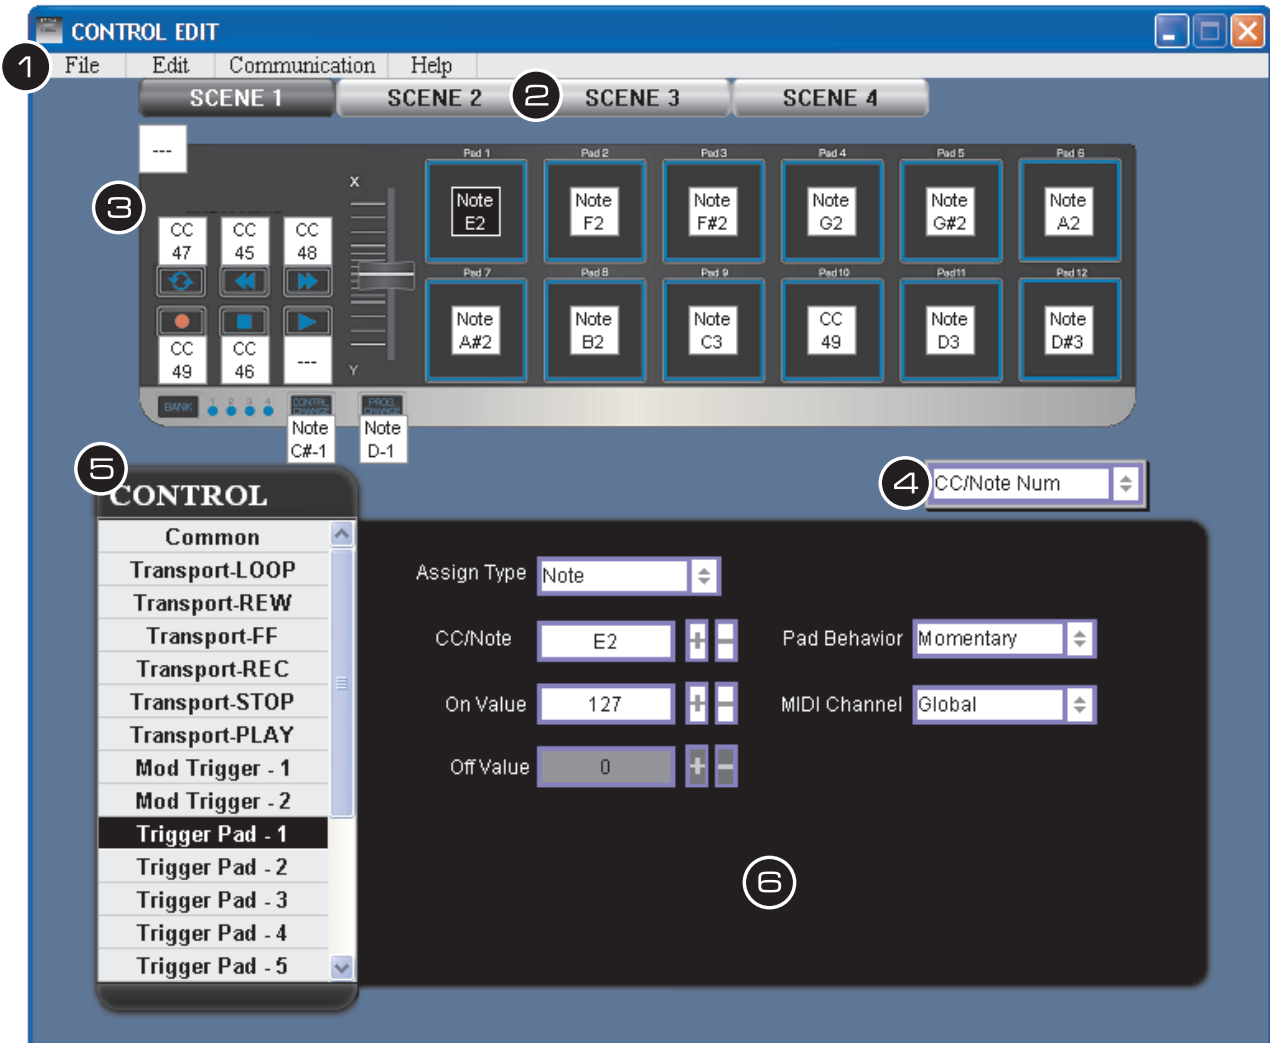 CONTROL EDIT
1 File Edit Communication Help
SCENE 1 SCENE 2 2 SCENE 3 SCENE 4
---
Pad 1 Pad 2 Pad 3 Pad 4 Pad 5 Pad 6
X
3
Note Note Note Note Note Note
E2 F2 F#2 G2 G#2 A2
CC CC CC
47 45 48
Pad 7 Pad 8 Pad 9 Pad10 Pad11 Pad12
Note Note Note CC Note Note
A#2 B2 C3 49 D3 D#3
CC CC ---
49 46
Y
BANK 1 2 3 4 CONTRL CHANGE PROG. CHANGE
Note Note
C#-1 D-1
5 CONTROL
4 CC/Note Num
Common
Transport-LOOP
Transport-REW
Transport-FF
Transport-REC
Transport-STOP
Transport-PLAY
Mod Trigger - 1
Mod Trigger - 2
Trigger Pad - 1
Trigger Pad - 2
Trigger Pad - 3
Trigger Pad - 4
Trigger Pad - 5
Assign Type Note
CC/Note E2 + - Pad Behavior Momentary
On Value 127 + - MIDI Channel Global
Off Value 0 + -
6